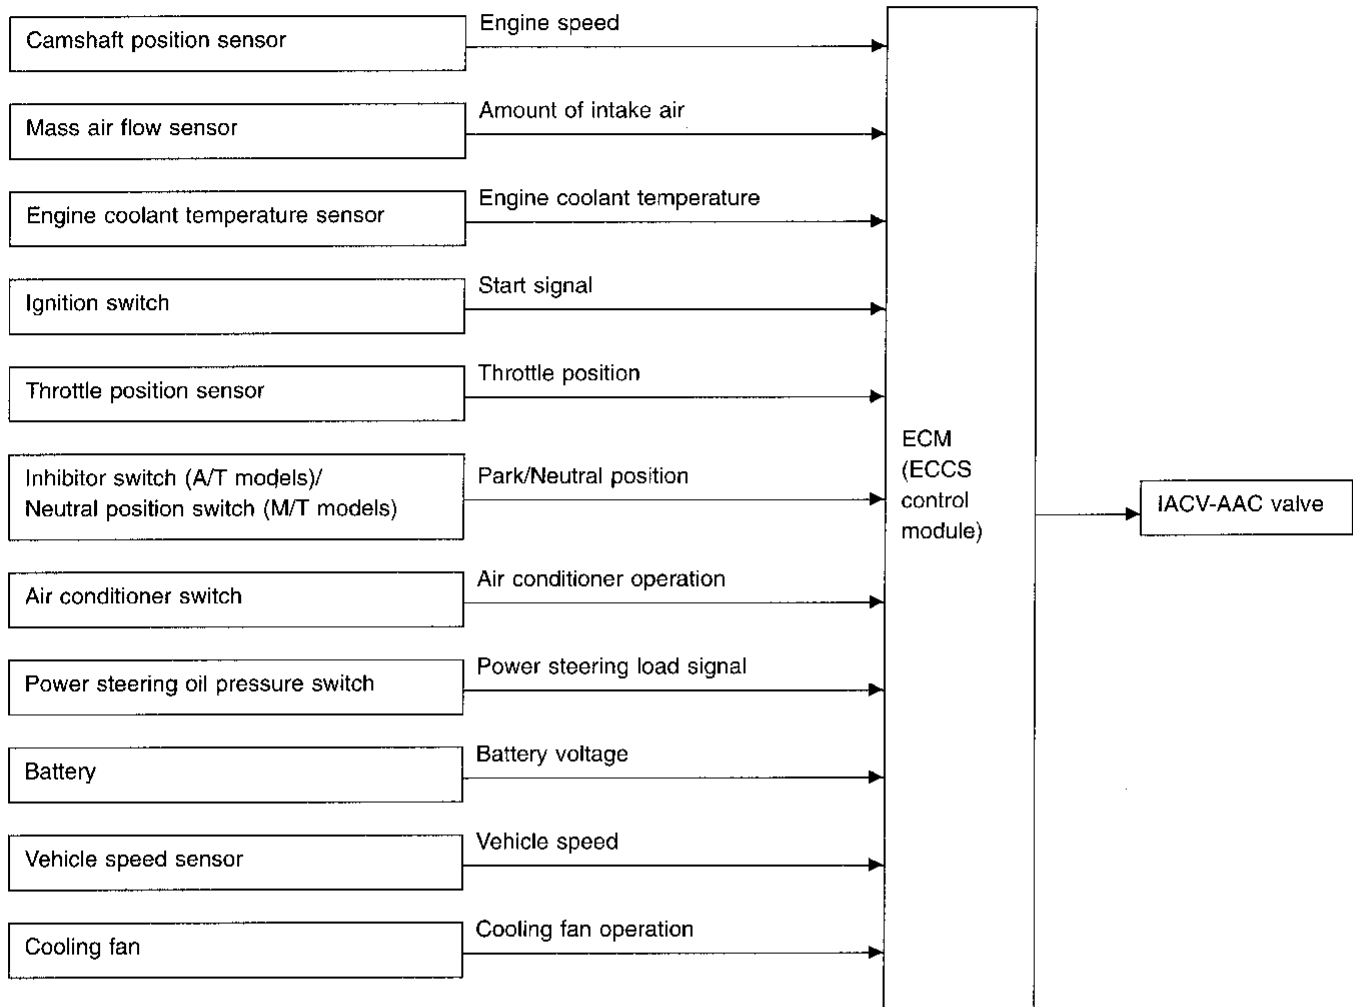 Camshaft position sensor
Engine speed
Mass air flow sensor
Amount of intake air
Engine coolant temperature sensor
Engine coolant temperature
Ignition switch
Start signal
Throttle position sensor
Throttle position
Inhibitor switch (A/T models)/
Neutral position switch (M/T models)
Park/Neutral position
Air conditioner switch
Air conditioner operation
Power steering oil pressure switch
Power steering load signal
Battery
Battery voltage
Vehicle speed sensor
Vehicle speed
Cooling fan
Cooling fan operation
ECM
(ECCS
control
module)
IACV-AAC valve